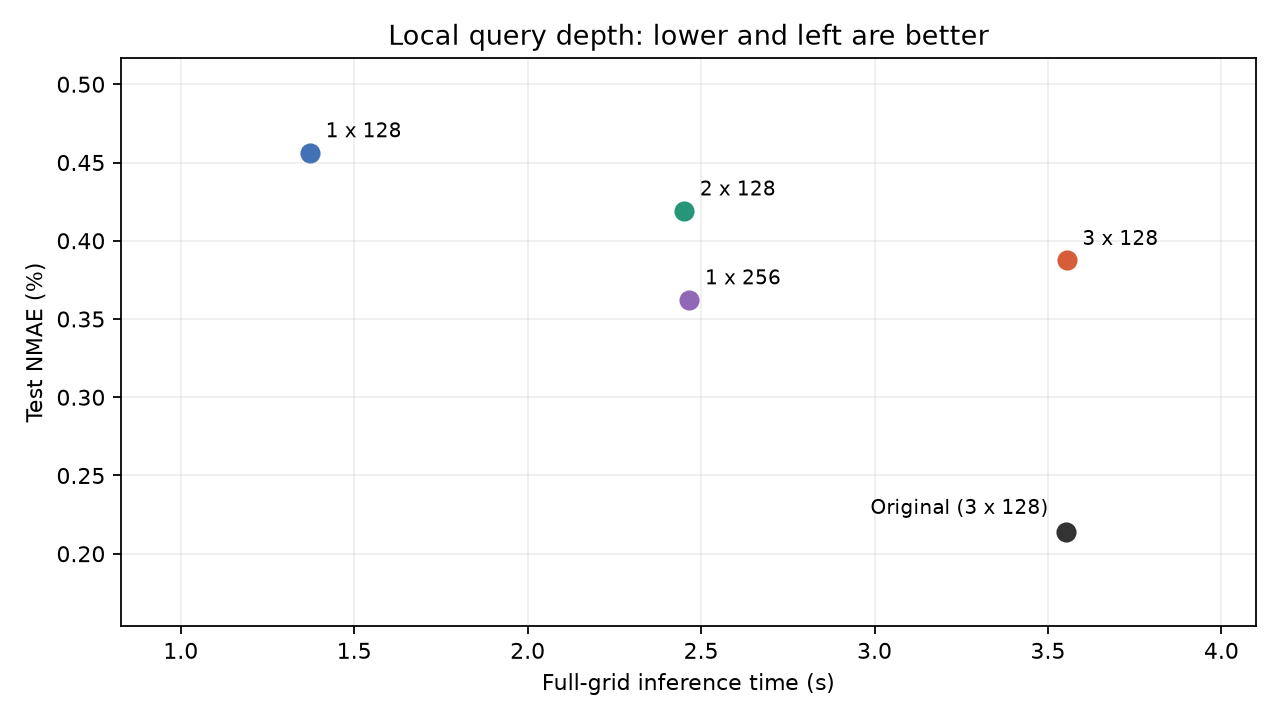 Local query depth: lower and left are better
0.50
0.45
0.40
0.35
0.30
0.25
0.20
Test NMAE (%)
1 x 128
2 x 128
3 x 128
1 x 256
Original (3 x 128)
1.0 1.5 2.0 2.5 3.0 3.5 4.0
Full-grid inference time (s)